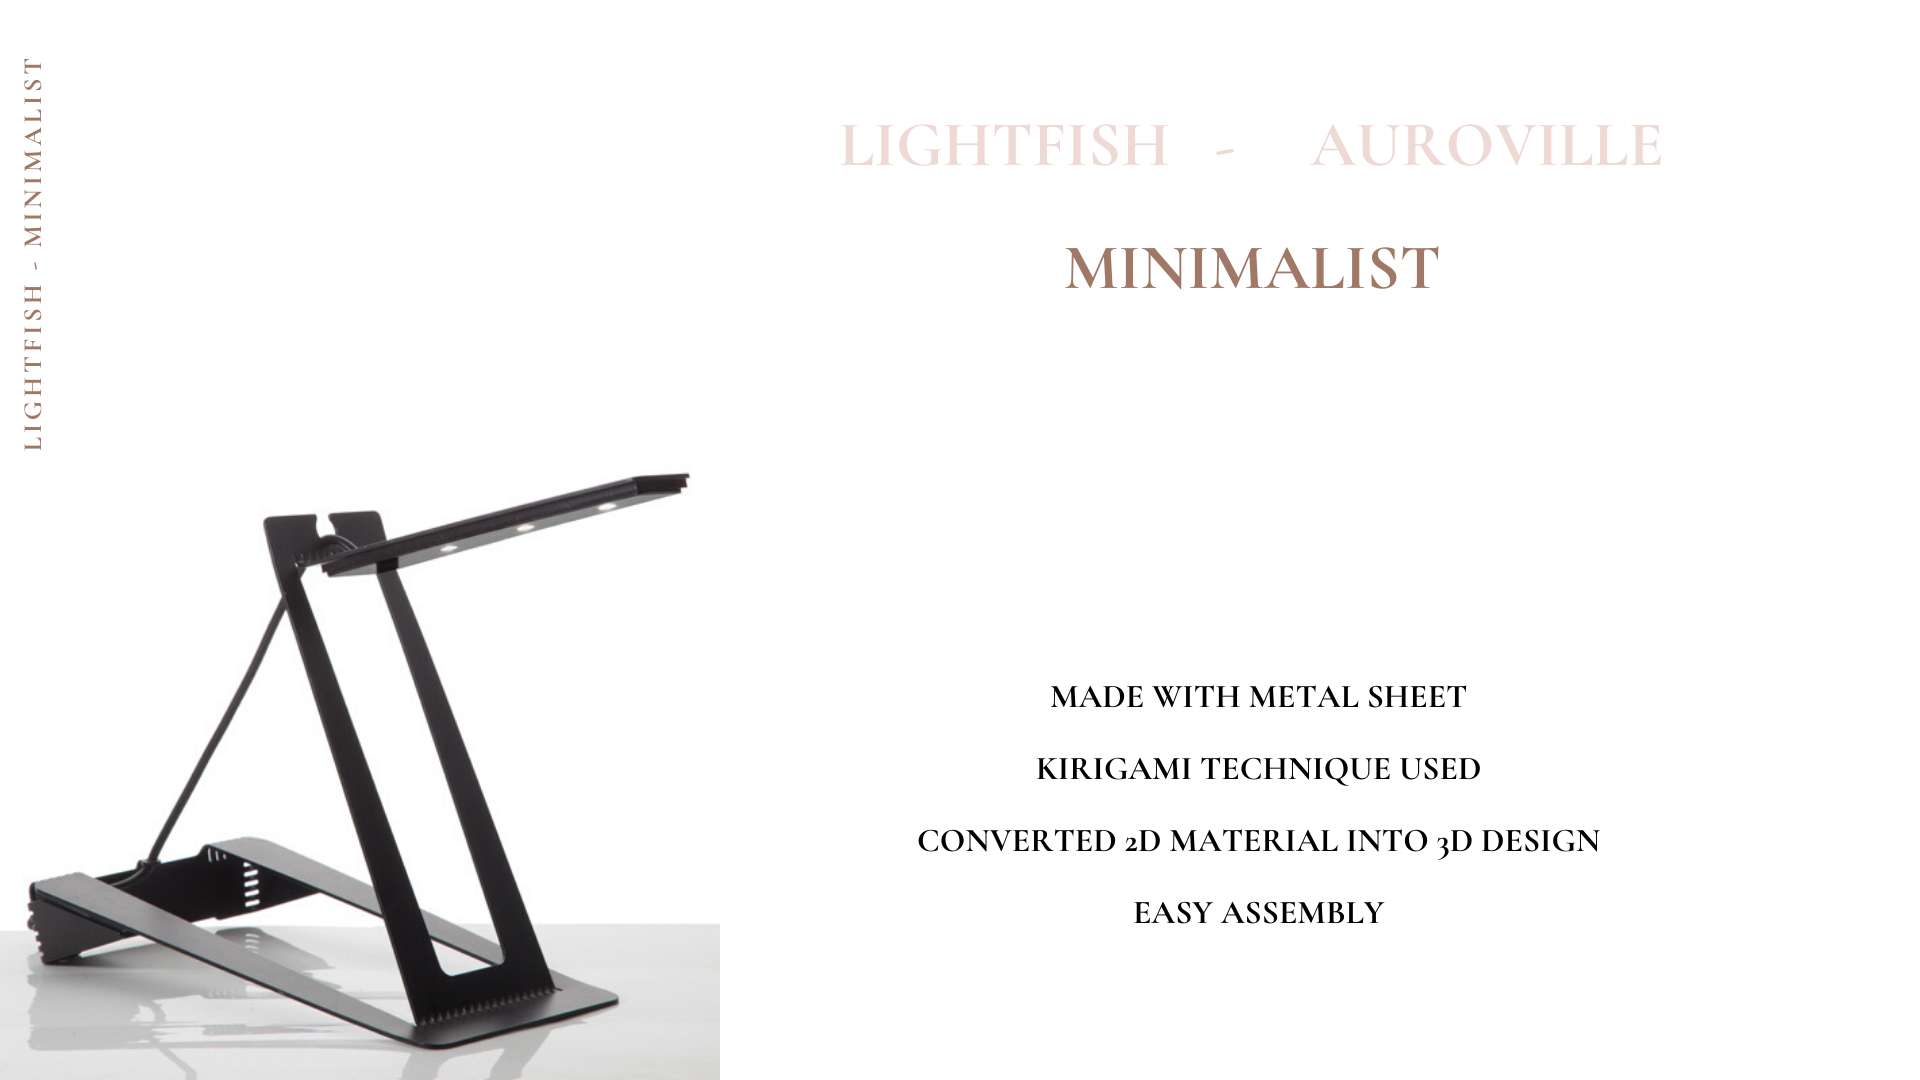 LIGHTFISH - MINIMALIST
LIGHTFISH - AUROVILLE
MINIMALIST
MADE WITH METAL SHEET
KIRIGAMI TECHNIQUE USED
CONVERTED 2D MATERIAL INTO 3D DESIGN
EASY ASSEMBLY